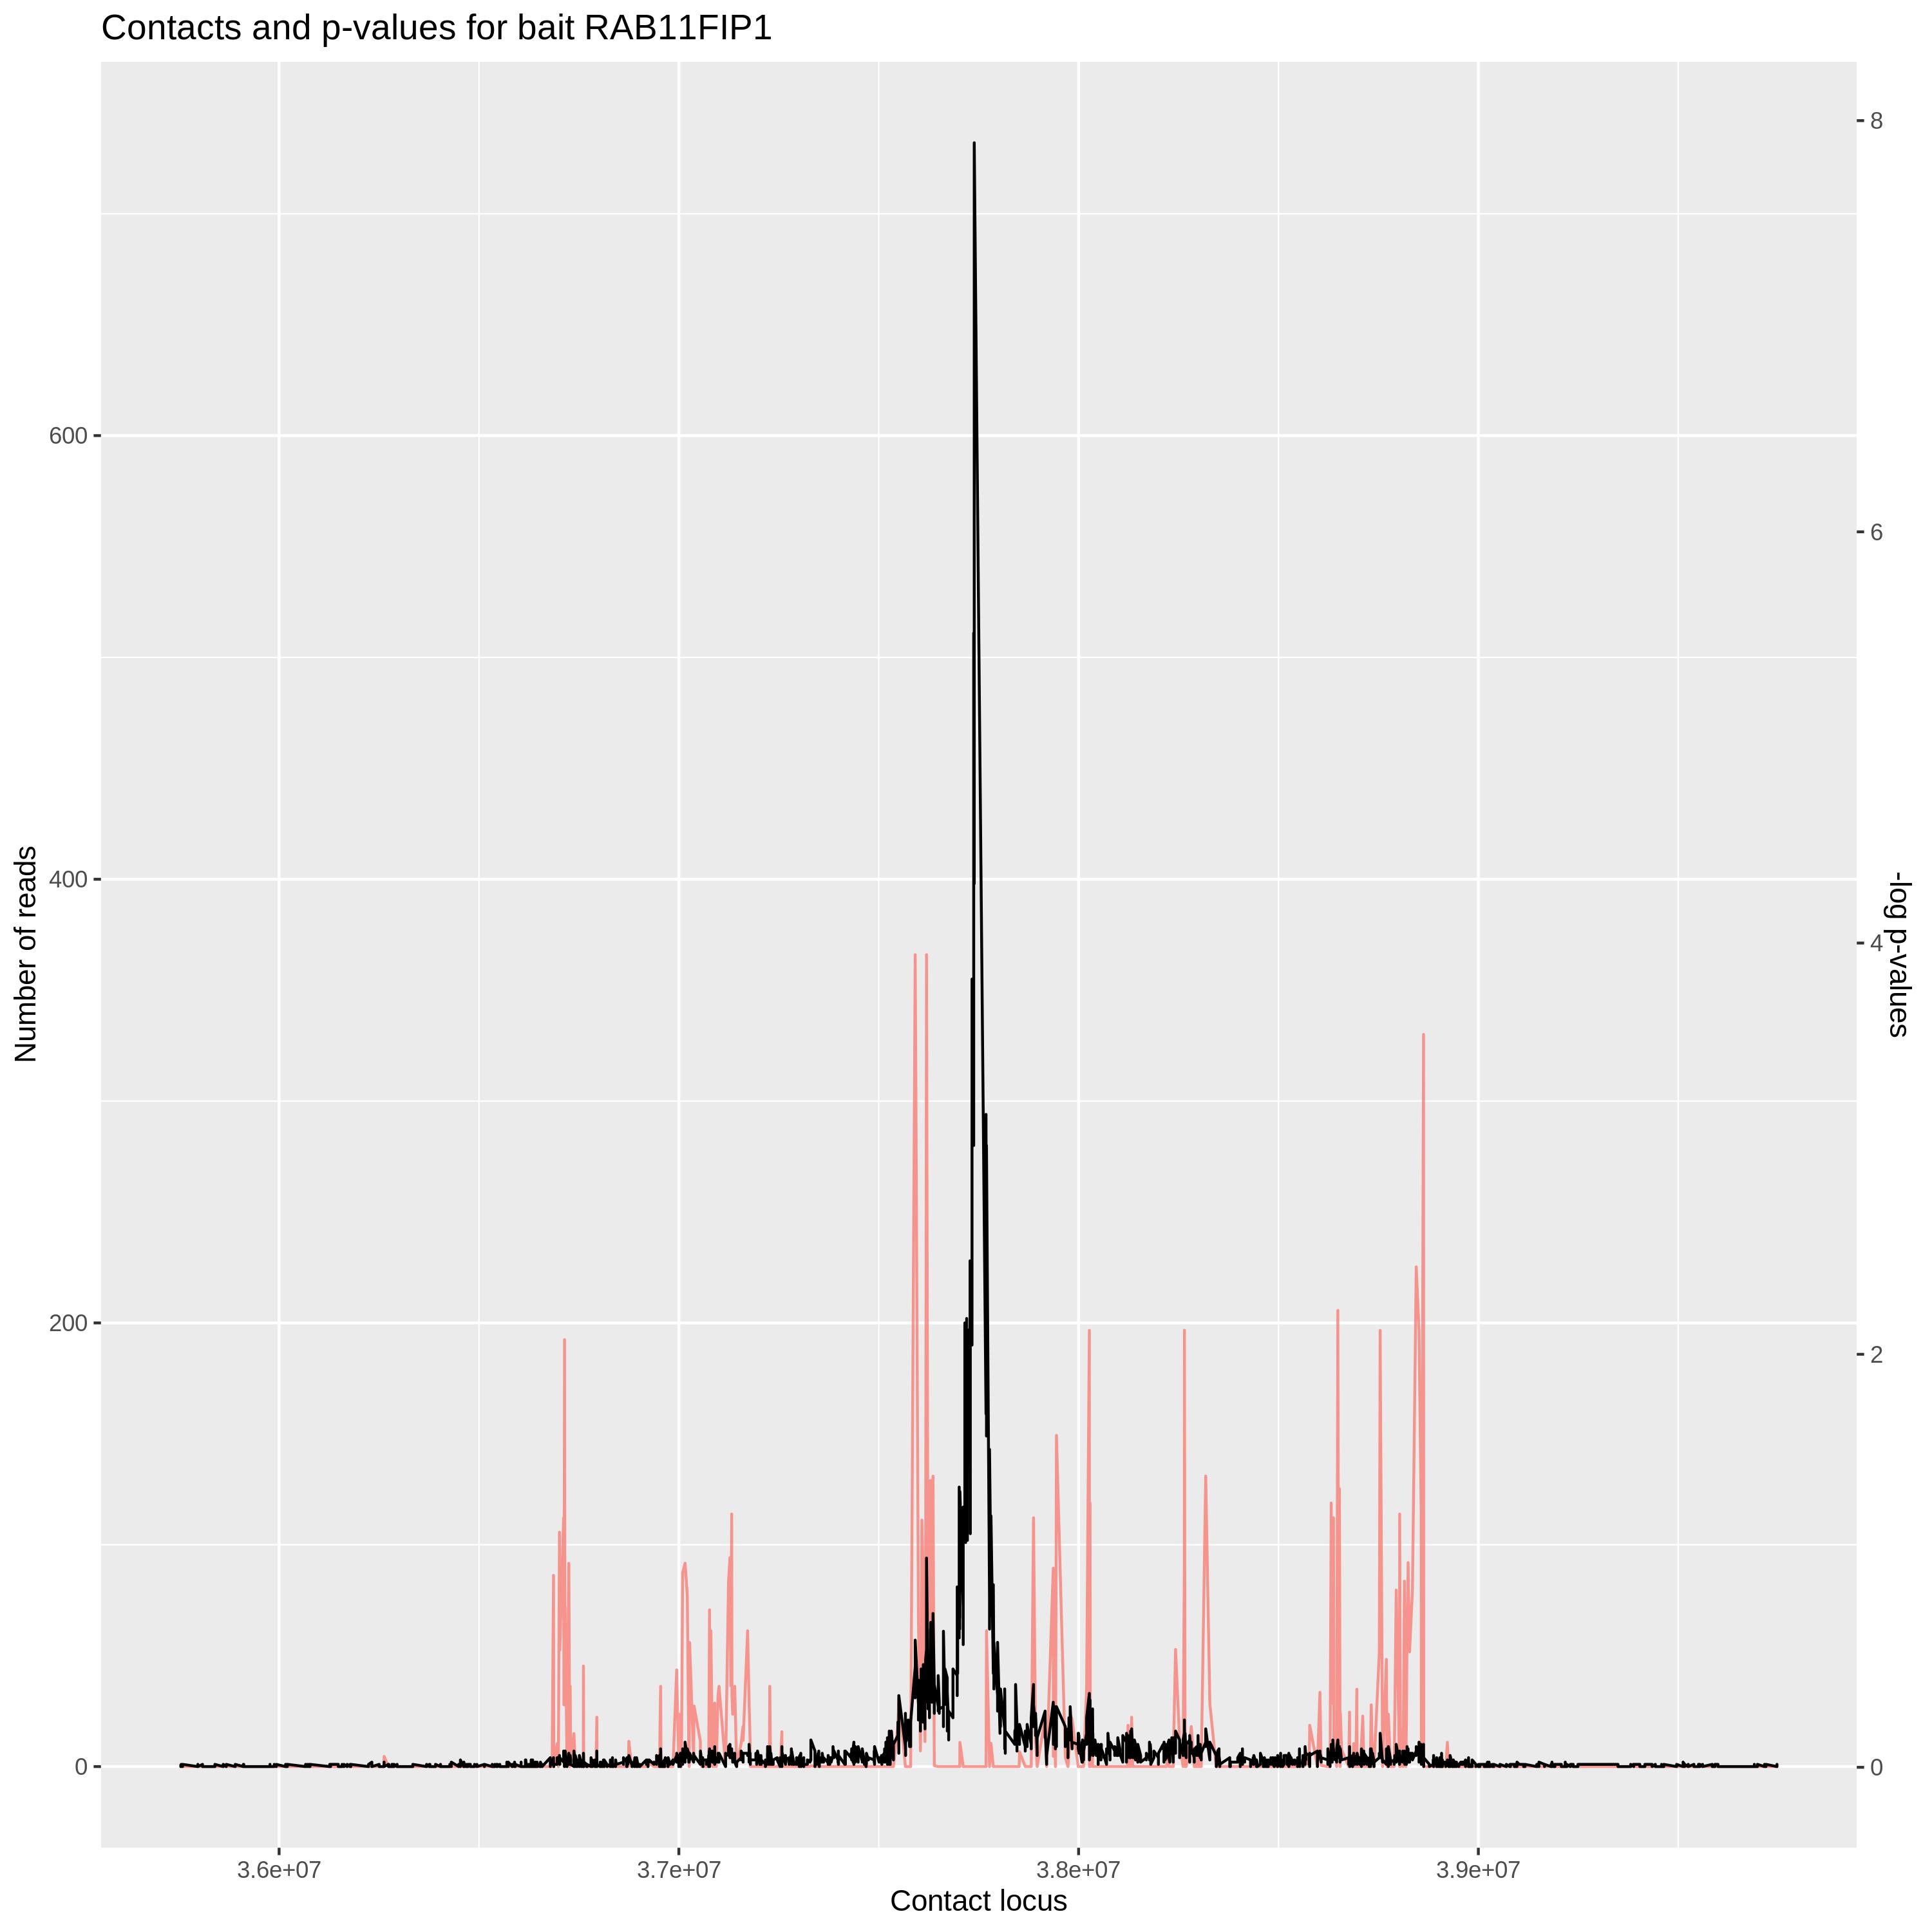 Contacts and p-values for bait RAB11FIP1
8
6
4
2
0
600
400
200
0
Number of reads
-log p-values
3.6e+07
3.7e+07
3.8e+07
3.9e+07
Contact locus